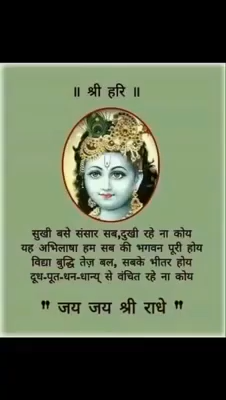 ॥ श्री हरि ॥
सुखी बसे संसार सब,दुखी रहे ना कोय
यह अभिलाषा हम सब की भगवन पूरी होय
विद्या बुद्धि तेज़ बल, सबके भीतर होय
दूध-पूत-धन-धान्य् से वंचित रहे ना कोय
" जय जय श्री राधे "